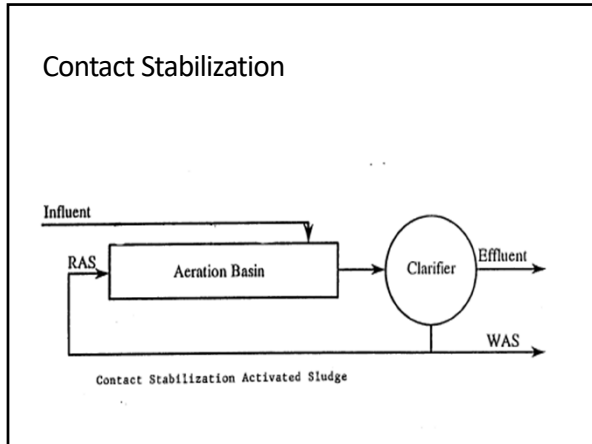 Contact Stabilization
Influent
RAS
Aeration Basin
Clarifier
Effluent
WAS
Contact Stabilization Activated Sludge